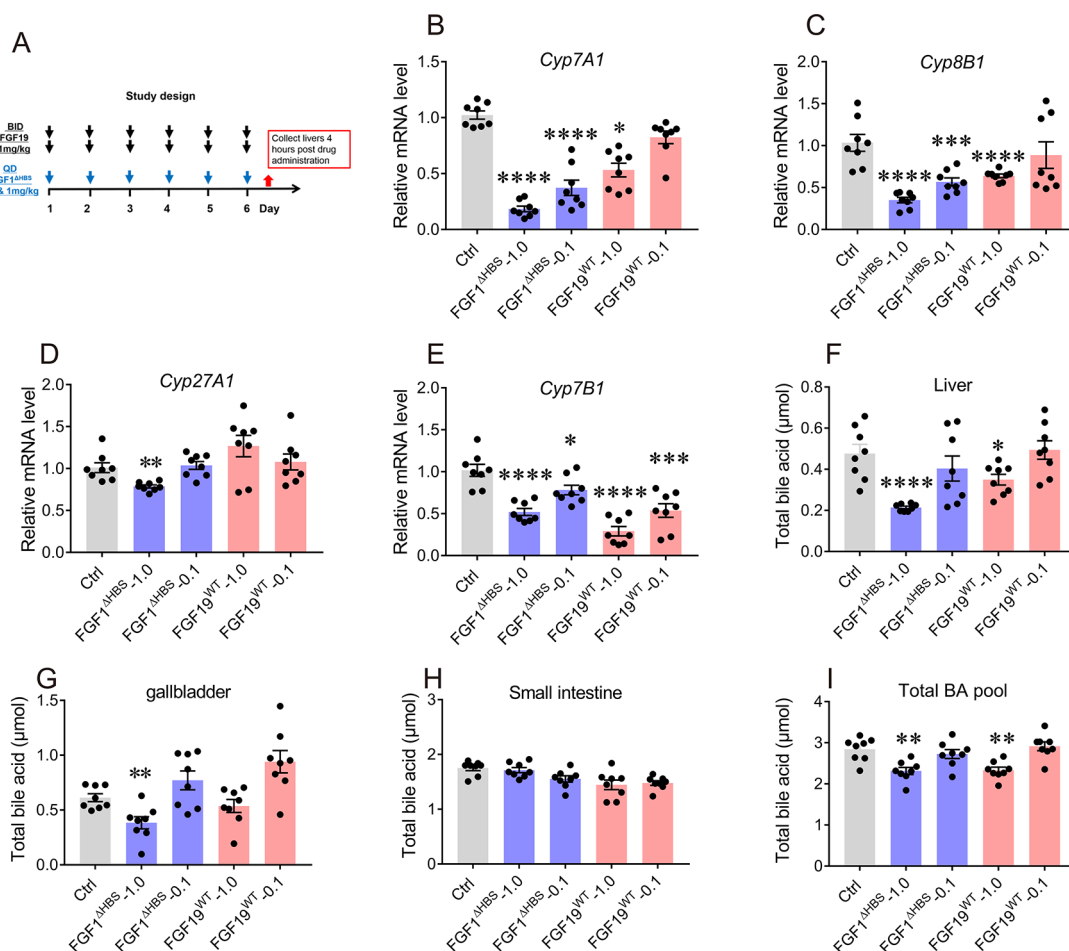 A
Study design
BID
FGF19
1mg/kg
QD
GF1ΔHBS
& 1mg/kg
Collect livers 4
hours post drug
administration
1 2 3 4 5 6 Day
B
Cyp7A1
Relative mRNA level
1.5
1.0
0.5
0.0
**** **** *
Ctrl
FGF1ΔHBS-1.0
FGF1ΔHBS-0.1
FGF19WT-1.0
FGF19WT-0.1
C
Cyp8B1
Relative mRNA level
2.0
1.5
1.0
0.5
0.0
**** *** ****
Ctrl
FGF1ΔHBS-1.0
FGF1ΔHBS-0.1
FGF19WT-1.0
FGF19WT-0.1
D
Cyp27A1
Relative mRNA level
2.0
1.5
1.0
0.5
0.0
**
Ctrl
FGF1ΔHBS-1.0
FGF1ΔHBS-0.1
FGF19WT-1.0
FGF19WT-0.1
E
Cyp7B1
Relative mRNA level
2.0
1.5
1.0
0.5
0.0
**** * **** ***
Ctrl
FGF1ΔHBS-1.0
FGF1ΔHBS-0.1
FGF19WT-1.0
FGF19WT-0.1
F
Liver
Total bile acid (μmol)
0.8
0.6
0.4
0.2
0.0
**** *
Ctrl
FGF1ΔHBS-1.0
FGF1ΔHBS-0.1
FGF19WT-1.0
FGF19WT-0.1
G
gallbladder
Total bile acid (μmol)
1.5
1.0
0.5
0.0
**
Ctrl
FGF1ΔHBS-1.0
FGF1ΔHBS-0.1
FGF19WT-1.0
FGF19WT-0.1
H
Small intestine
Total bile acid (μmol)
3
2
1
0
Ctrl
FGF1ΔHBS-1.0
FGF1ΔHBS-0.1
FGF19WT-1.0
FGF19WT-0.1
I
Total BA pool
Total bile acid (μmol)
4
3
2
1
0
** **
Ctrl
FGF1ΔHBS-1.0
FGF1ΔHBS-0.1
FGF19WT-1.0
FGF19WT-0.1